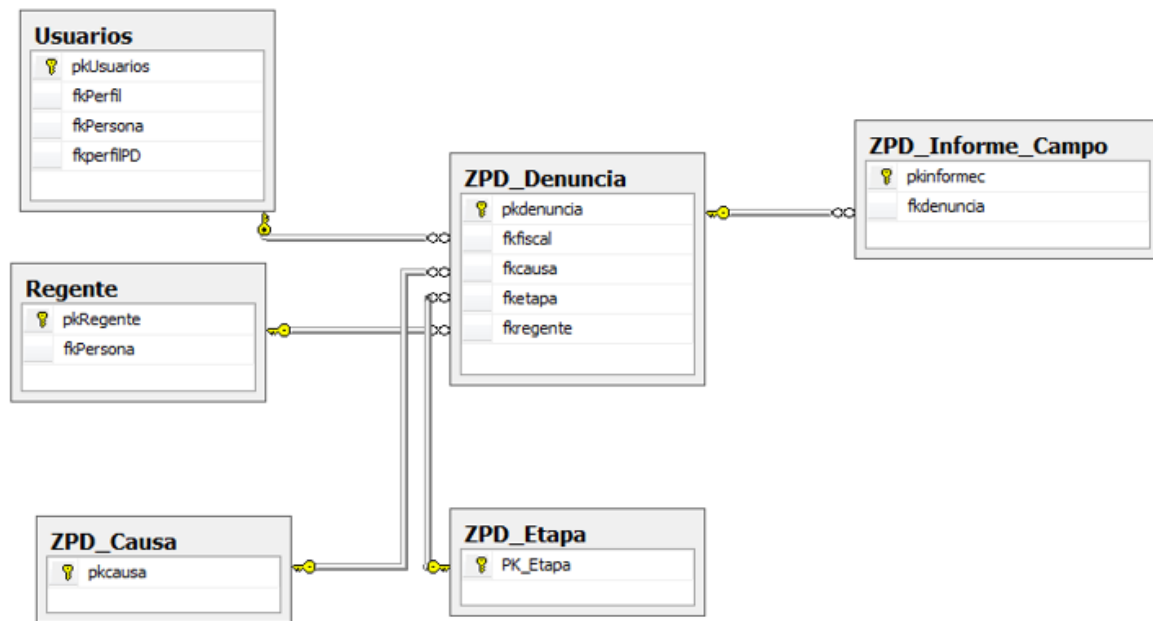 Usuarios
pkUsuarios
fkPerfil
fkPersona
fkperfilPD
Regente
pkRegente
fkPersona
ZPD_Causa
pkcausa
ZPD_Denuncia
pkdenuncia
fkfiscal
fkcausa
fketapa
fkregente
ZPD_Etapa
PK_Etapa
ZPD_Informe_Campo
pkinformec
fkdenuncia